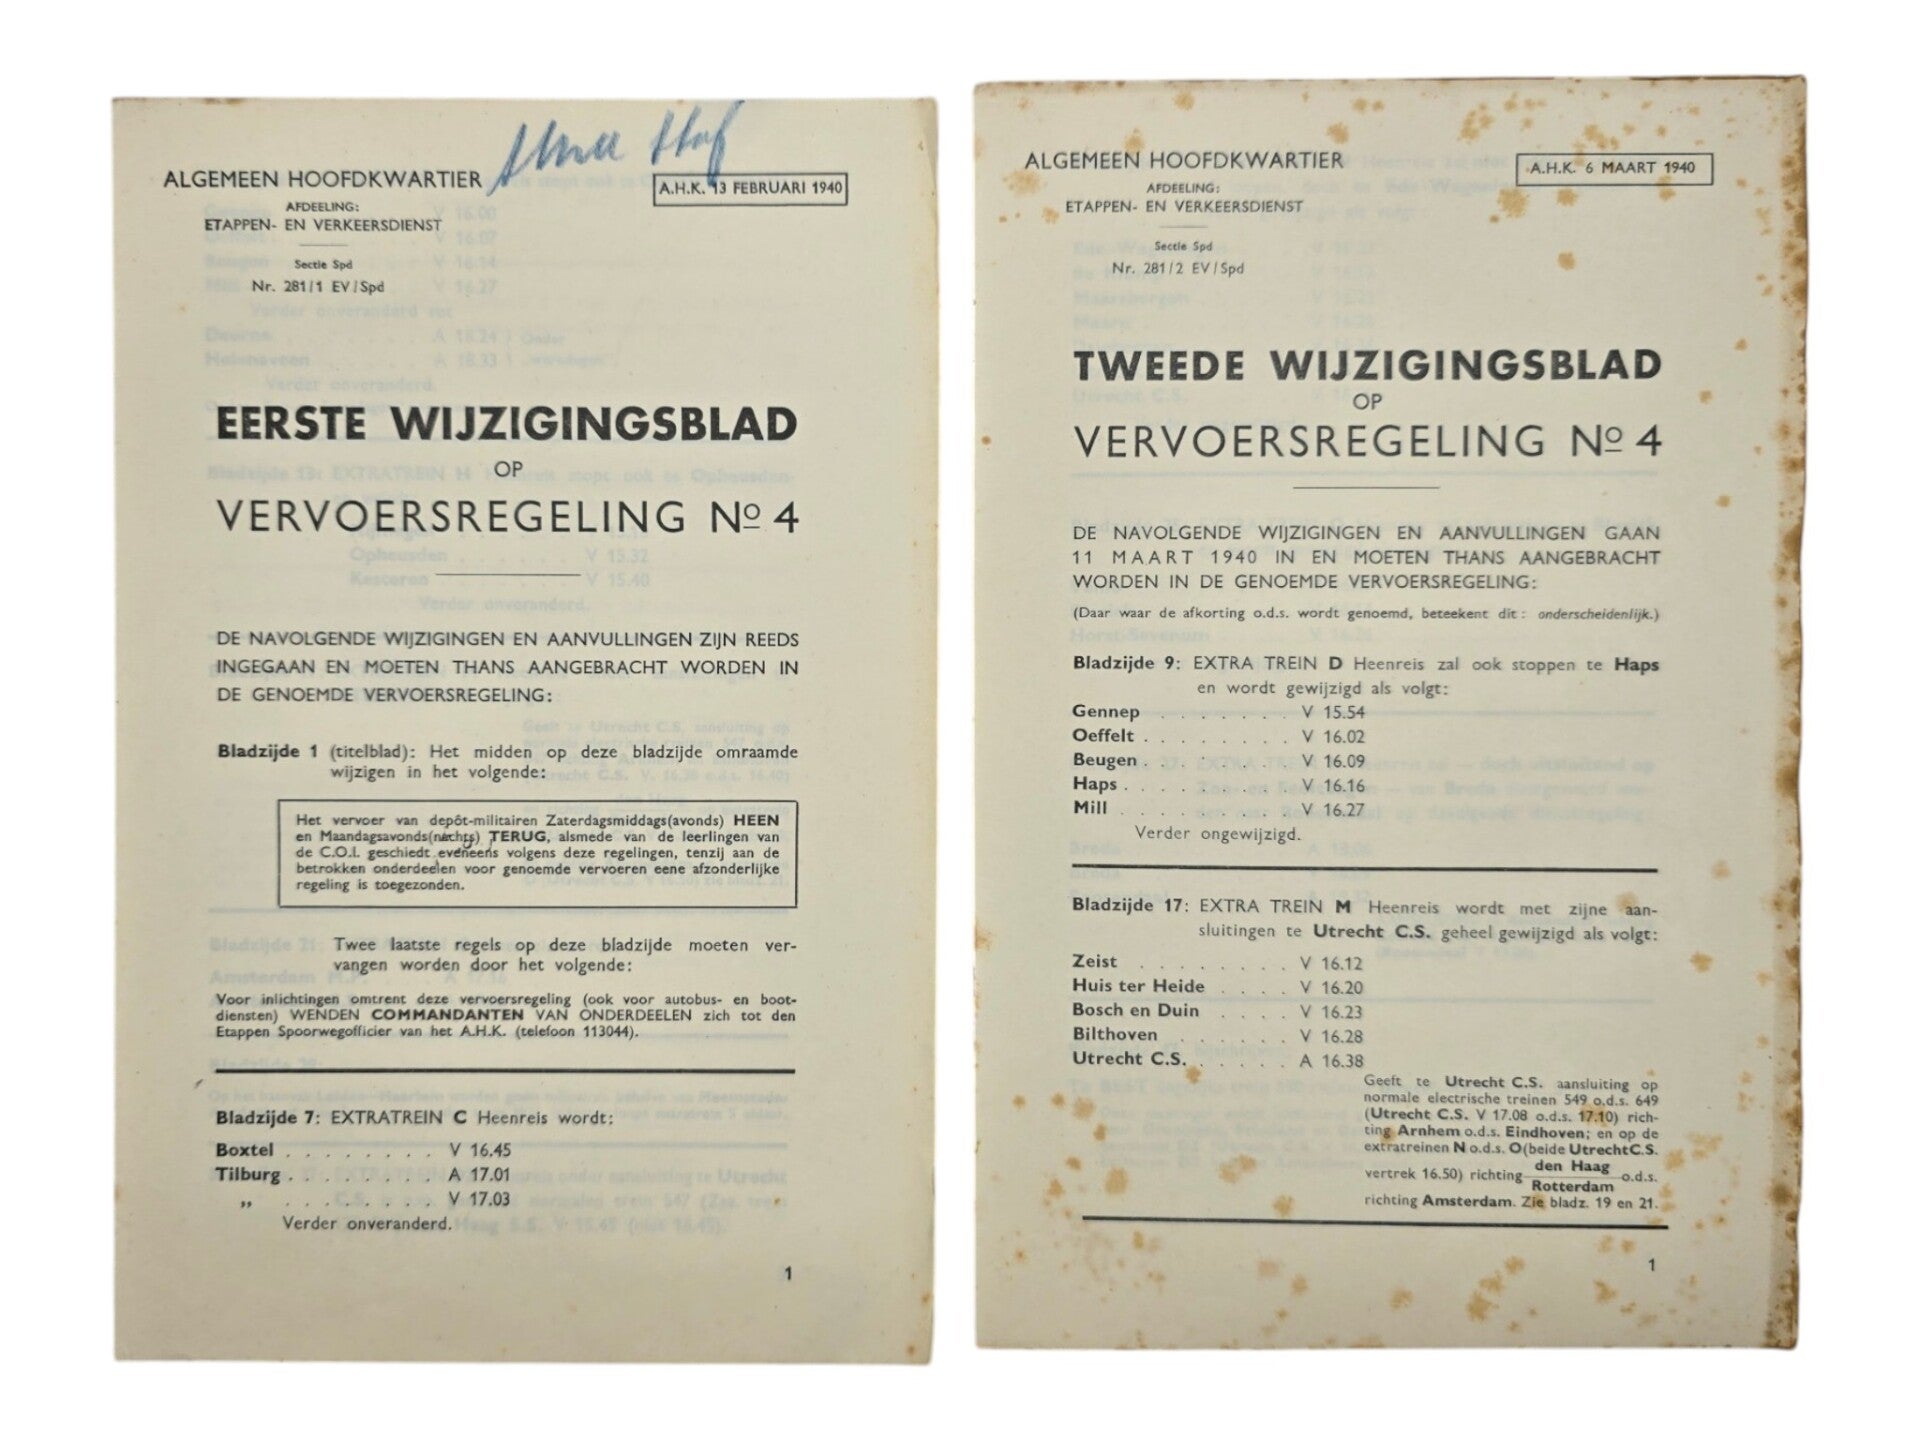 ALGEMEEN HOOFDKWARTIER
A.H.K. 13 FEBRUARI 1940
AFDEELING:
ETAPPEN- EN VERKEERSDIENST
Sectie Spd
Nr. 281/1 EV/Spd
EERSTE WIJZIGINGSBLAD
OP
VERVOERSREGELING No 4
DE NAVOLGENDE WIJZIGINGEN EN AANVULLINGEN ZIJN REEDS
INGEGAAN EN MOETEN THANS AANGEBRACHT WORDEN IN
DE GENOEMDE VERVOERSREGELING:
Bladzijde 1 (titelblad): Het midden op deze bladzijde omraamde
wijzigen in het volgende:
Het vervoer van depôt-militairen Zaterdagsmiddags(avonds) HEEN
en Maandagsavonds(nachts) TERUG, alsmede van de leerlingen van
de C.O.I. geschiedt eveneens volgens deze regelingen, tenzij aan de
betrokken onderdeelen voor genoemde vervoeren eene afzonderlijke
regeling is toegezonden.
Twee laatste regels op deze bladzijde moeten ver-
vangen worden door het volgende:
Voor inlichtingen omtrent deze vervoersregeling (ook voor autobus- en boot-
diensten) WENDEN COMMANDANTEN VAN ONDERDEELEN zich tot den
Etappen Spoorwegofficier van het A.H.K. (telefoon 113044).
Bladzijde 7: EXTRATREIN C Heenreis wordt:
Boxtel . . . . . . . . V 16.45
Tilburg . . . . . . . . A 17.01
„ . . . . . . . . V 17.03
Verder onveranderd.
1
ALGEMEEN HOOFDKWARTIER
A.H.K. 6 MAART 1940
AFDEELING:
ETAPPEN- EN VERKEERSDIENST
Sectie Spd
Nr. 281/2 EV/Spd
TWEEDE WIJZIGINGSBLAD
OP
VERVOERSREGELING No 4
DE NAVOLGENDE WIJZIGINGEN EN AANVULLINGEN GAAN
11 MAART 1940 IN EN MOETEN THANS AANGEBRACHT
WORDEN IN DE GENOEMDE VERVOERSREGELING:
(Daar waar de afkorting o.d.s. wordt genoemd, beteekent dit: onderscheidenlijk.)
Bladzijde 9: EXTRA TREIN D Heenreis zal ook stoppen te Haps
en wordt gewijzigd als volgt:
Gennep . . . . . . . V 15.54
Oeffelt . . . . . . . . V 16.02
Beugen . . . . . . . . V 16.09
Haps . . . . . . . . V 16.16
Mill . . . . . . . . V 16.27
Verder ongewijzigd.
Bladzijde 17: EXTRA TREIN M Heenreis wordt met zijne aan-
sluitingen te Utrecht C.S. geheel gewijzigd als volgt:
Zeist . . . . . . . . V 16.12
Huis ter Heide . . . . V 16.20
Bosch en Duin . . . . V 16.23
Bilthoven . . . . . . V 16.28
Utrecht C.S. . . . . . A 16.38
Geeft te Utrecht C.S. aansluiting op
normale electrische treinen 549 o.d.s. 649
(Utrecht C.S. V 17.08 o.d.s. 17.10) rich-
ting Arnhem o.d.s. Eindhoven; en op de
extratreinen N o.d.s. O (beide Utrecht C.S.
vertrek 16.50) richting den Haag
Rotterdam o.d.s.
richting Amsterdam. Zie bladz. 19 en 21.
1